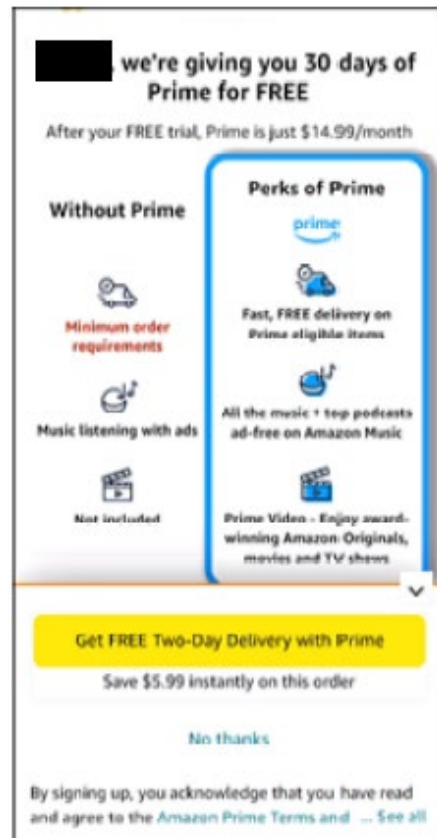 , we're giving you 30 days of
Prime for FREE
After your FREE trial, Prime is just $14.99/month
Without Prime
Minimum order
requirements
Music listening with ads
Not included
Perks of Prime
prime
Fast, FREE delivery on
Prime eligible items
All the music + top podcasts
ad-free on Amazon Music
Prime Video - Enjoy award-
winning Amazon Originals,
movies and TV shows
Get FREE Two-Day Delivery with Prime
Save $5.99 instantly on this order
No thanks
By signing up, you acknowledge that you have read
and agree to the Amazon Prime Terms and ... See all